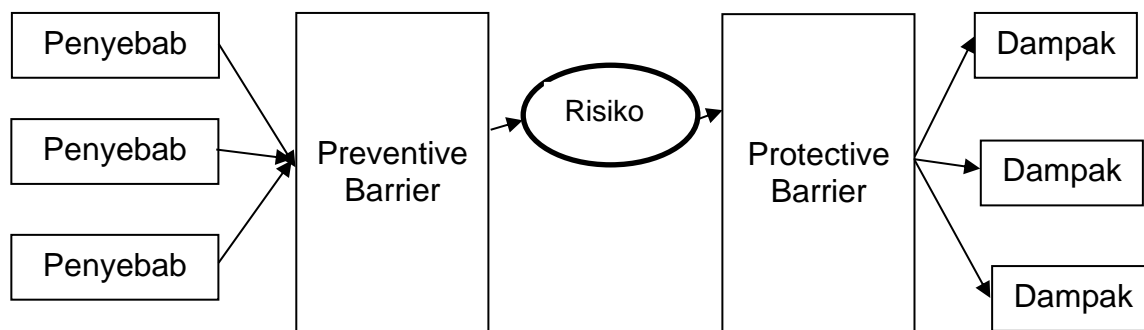 Penyebab
Penyebab
Penyebab
Preventive
Barrier
Risiko
Protective
Barrier
Dampak
Dampak
Dampak